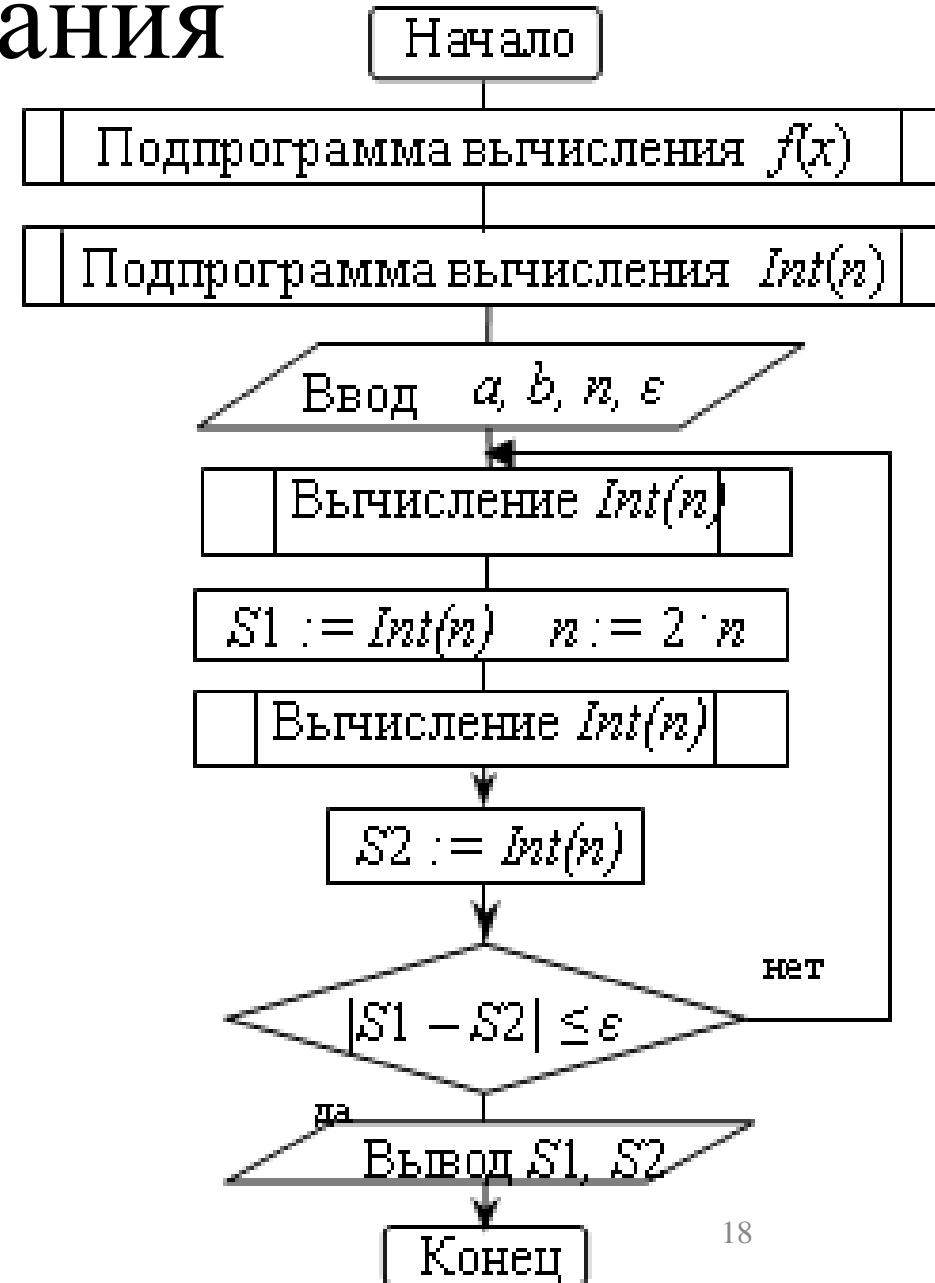 ания
Начало
Подпрограмма вычисления f(x)
Подпрограмма вычисления Int(n)
Ввод a, b, n, ε
Вычисление Int(n)
S1 := Int(n) n := 2·n
Вычисление Int(n)
S2 := Int(n)
нет
|S1 – S2| ≤ ε
да
Вывод S1, S2
18
Конец